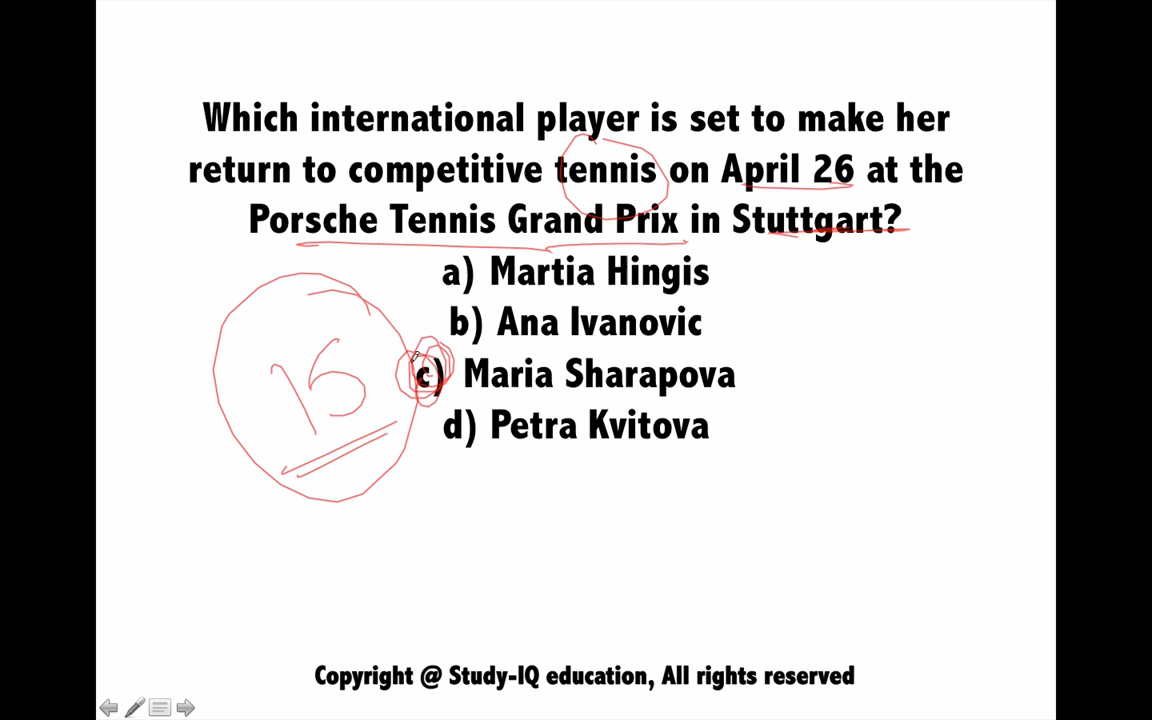 Which international player is set to make her
return to competitive tennis on April 26 at the
Porsche Tennis Grand Prix in Stuttgart?
a) Martia Hingis
b) Ana Ivanovic
c) Maria Sharapova
d) Petra Kvitova
15
Copyright @ Study-IQ education, All rights reserved